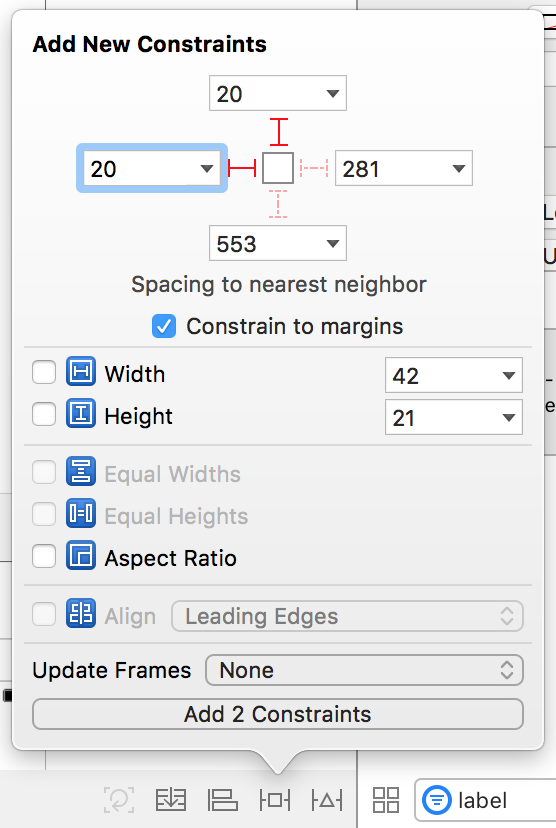 Add New Constraints
20
20
281
553
Spacing to nearest neighbor
Constrain to margins
Width
42
Height
21
Equal Widths
Equal Heights
Aspect Ratio
Align
Leading Edges
Update Frames
None
Add 2 Constraints
label